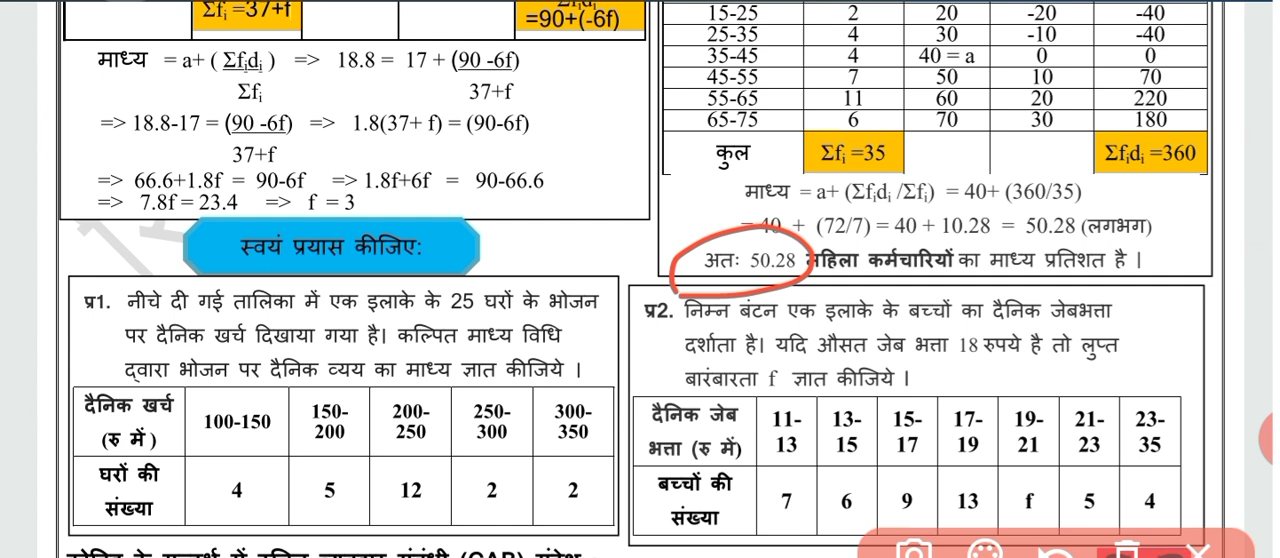 Σfᵢ =37+f
=90+(-6f)
माध्य = a+ ( Σfᵢdᵢ ) => 18.8 = 17 + (90 -6f)
Σfᵢ 37+f
=> 18.8-17 = (90 -6f) => 1.8(37+ f) = (90-6f)
37+f
=> 66.6+1.8f = 90-6f => 1.8f+6f = 90-66.6
=> 7.8f = 23.4 => f = 3
स्वयं प्रयास कीजिए:
प्र1. नीचे दी गई तालिका में एक इलाके के 25 घरों के भोजन
पर दैनिक खर्च दिखाया गया है। कल्पित माध्य विधि
द्वारा भोजन पर दैनिक व्यय का माध्य ज्ञात कीजिये ।
दैनिक खर्च (रु में) 100-150 150-200 200-250 250-300 300-350
घरों की संख्या 4 5 12 2 2
15-25 2 20 -20 -40
25-35 4 30 -10 -40
35-45 4 40 = a 0 0
45-55 7 50 10 70
55-65 11 60 20 220
65-75 6 70 30 180
कुल Σfᵢ =35 Σfᵢdᵢ =360
माध्य = a+ (Σfᵢdᵢ /Σfᵢ) = 40+ (360/35)
= 40 + (72/7) = 40 + 10.28 = 50.28 (लगभग)
अतः 50.28 महिला कर्मचारियों का माध्य प्रतिशत है |
प्र2. निम्न बंटन एक इलाके के बच्चों का दैनिक जेबभत्ता
दर्शाता है। यदि औसत जेब भत्ता 18 रुपये है तो लुप्त
बारंबारता f ज्ञात कीजिये ।
दैनिक जेब भत्ता (रु में) 11-13 13-15 15-17 17-19 19-21 21-23 23-35
बच्चों की संख्या 7 6 9 13 f 5 4